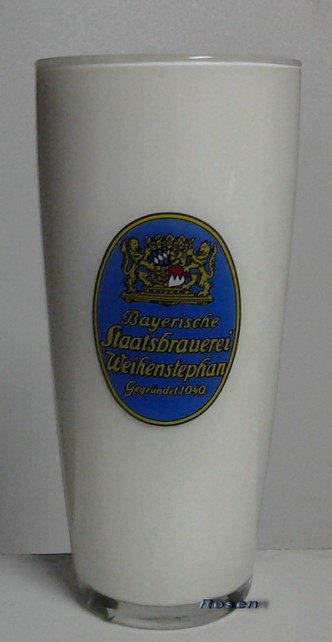 Bayerische
Staatsbrauerei
Weihenstephan
Gegründet 1040
Rosen